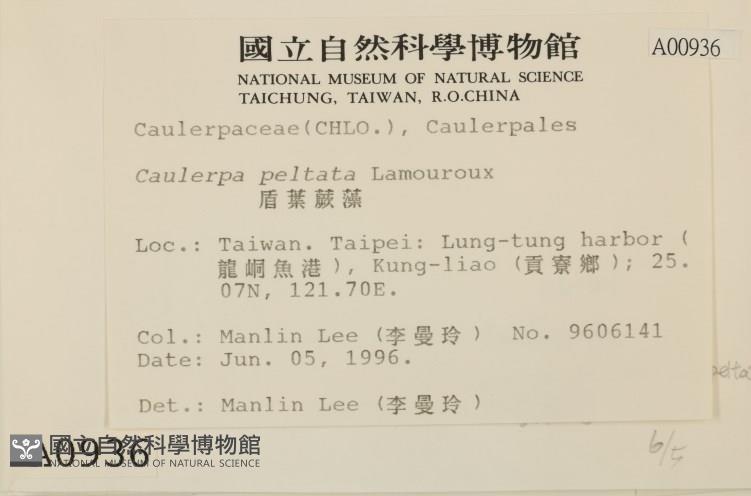 國立自然科學博物館
A00936
NATIONAL MUSEUM OF NATURAL SCIENCE
TAICHUNG, TAIWAN, R.O.CHINA
Caulerpaceae(CHLO.), Caulerpales
Caulerpa peltata Lamouroux
盾葉蕨藻
Loc.: Taiwan. Taipei: Lung-tung harbor (
龍峒魚港), Kung-liao (貢寮鄉); 25.
07N, 121.70E.
Col.: Manlin Lee (李曼玲) No. 9606141
Date: Jun. 05, 1996.
Det.: Manlin Lee (李曼玲)
6/5
A0936
國立自然科學博物館
NATIONAL MUSEUM OF NATURAL SCIENCE